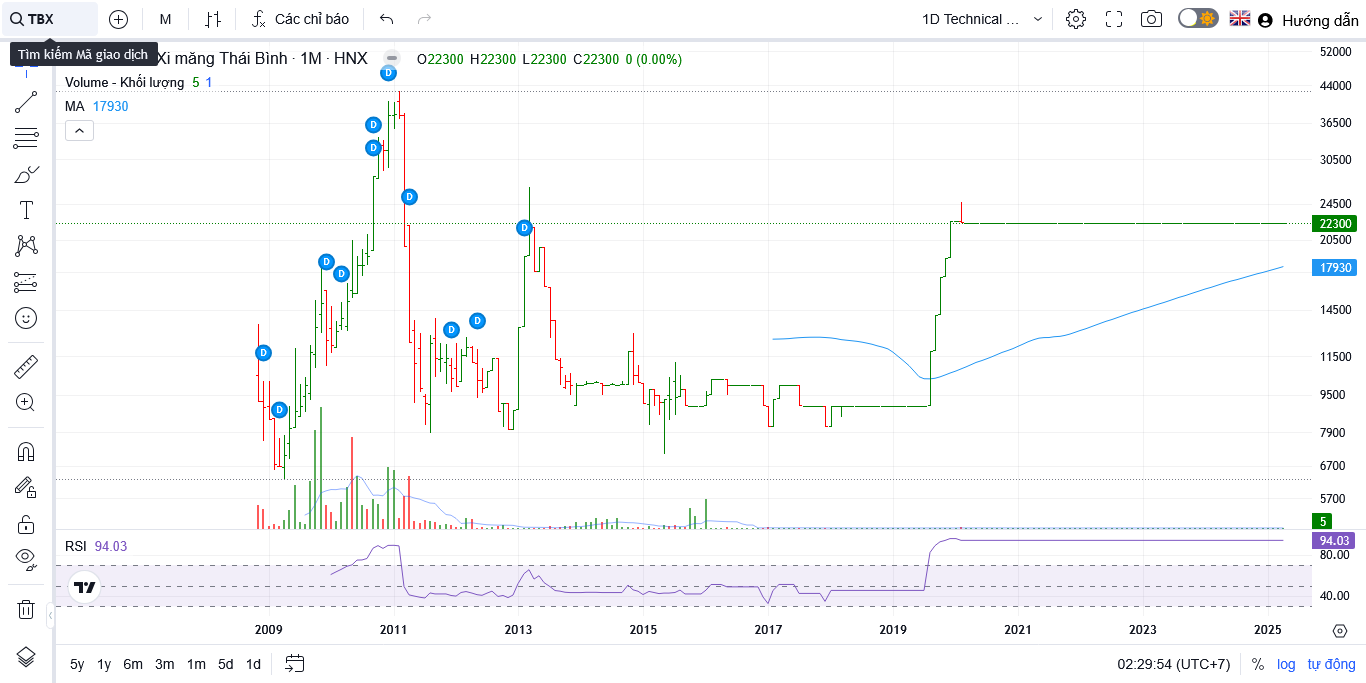 TBX
M
Các chỉ báo
1D Technical ...
Hướng dẫn
Tìm kiếm Mã giao dịch
Xi măng Thái Bình · 1M · HNX
O22300 H22300 L22300 C22300 0 (0.00%)
Volume - Khối lượng 5 1
MA 17930
D
D
D
D
D
D
D
D
D
D
D
52000
44000
36500
30500
24500
22300
20500
17930
14500
11500
9500
7900
6700
5700
5
RSI 94.03
94.03
80.00
40.00
2009 2011 2013 2015 2017 2019 2021 2023 2025
5y 1y 6m 3m 1m 5d 1d
02:29:54 (UTC+7) % log tự động